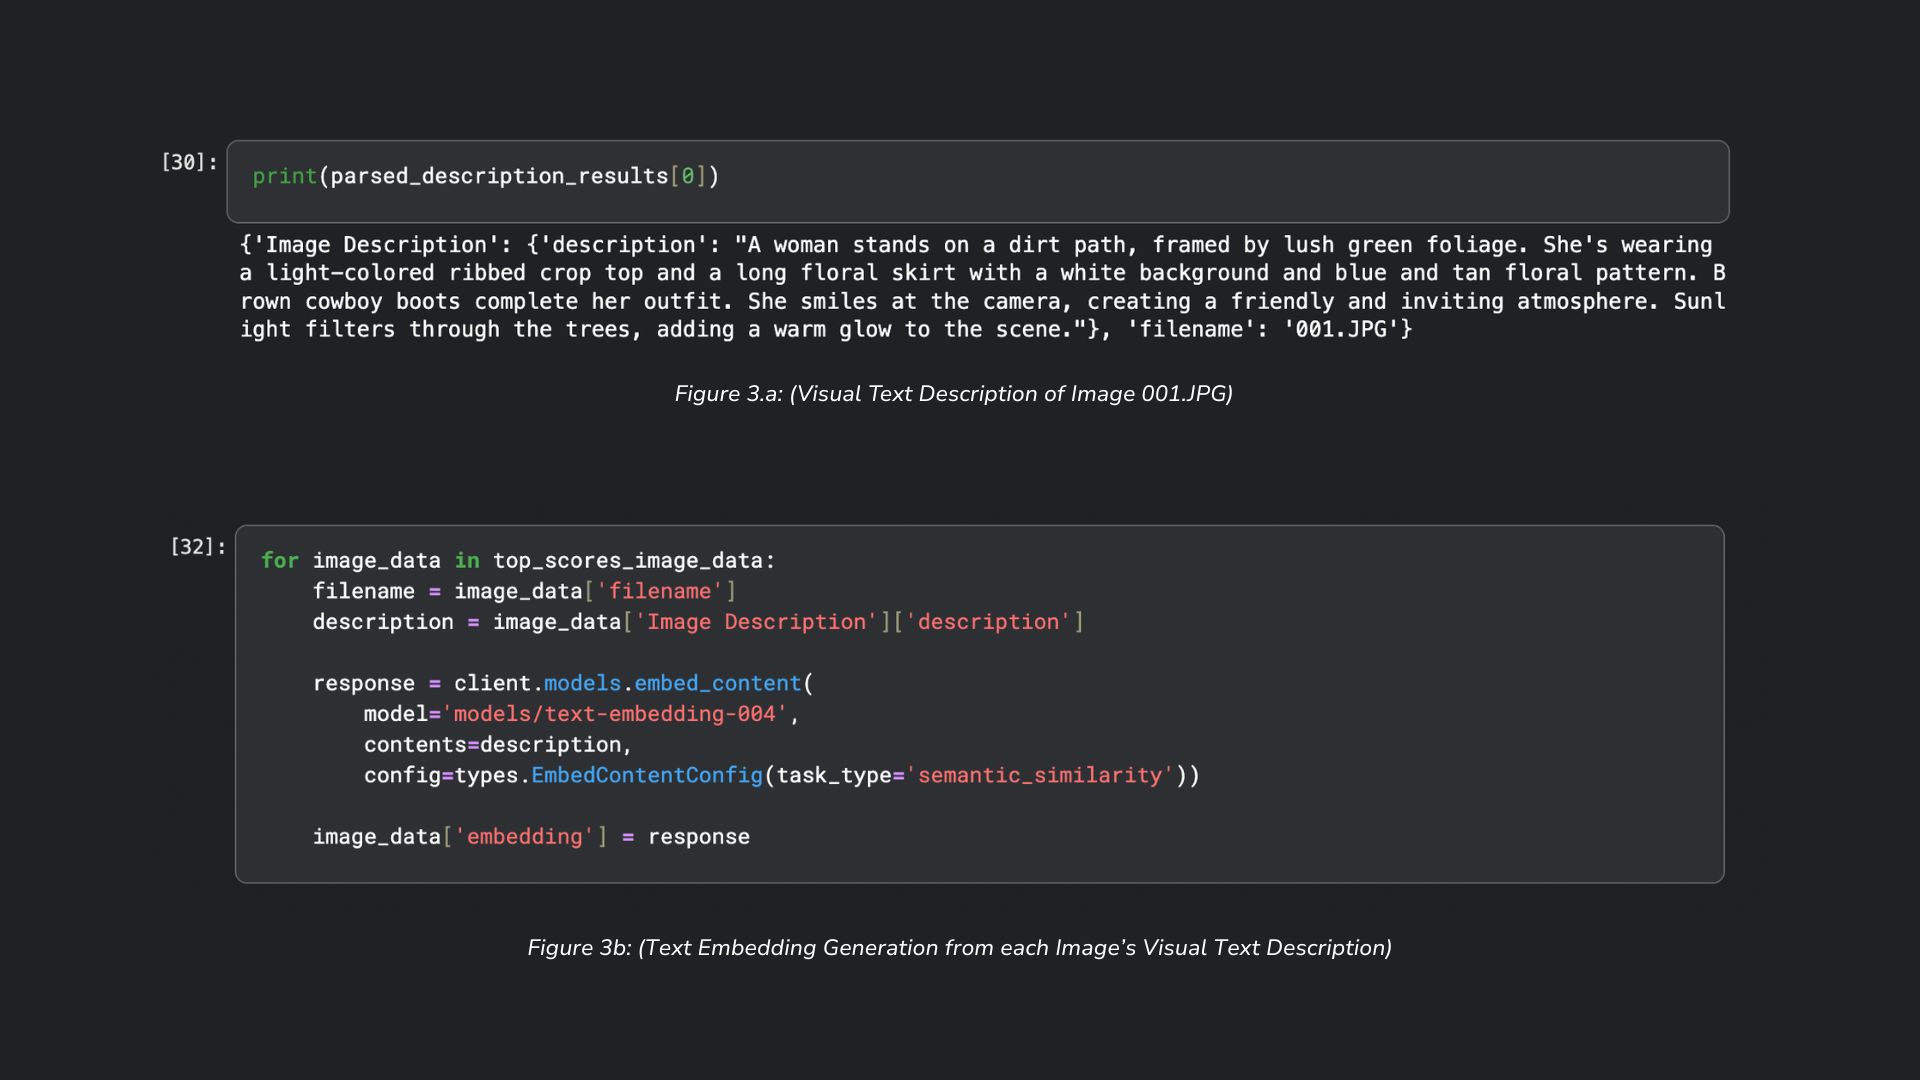 [30]:
print(parsed_description_results[0])
{'Image Description': {'description': "A woman stands on a dirt path, framed by lush green foliage. She's wearing
a light-colored ribbed crop top and a long floral skirt with a white background and blue and tan floral pattern. B
rown cowboy boots complete her outfit. She smiles at the camera, creating a friendly and inviting atmosphere. Sunl
ight filters through the trees, adding a warm glow to the scene."}, 'filename': '001.JPG'}
Figure 3.a: (Visual Text Description of Image 001.JPG)
[32]:
for image_data in top_scores_image_data:
    filename = image_data['filename']
    description = image_data['Image Description']['description']
    response = client.models.embed_content(
        model='models/text-embedding-004',
        contents=description,
        config=types.EmbedContentConfig(task_type='semantic_similarity'))
    image_data['embedding'] = response
Figure 3b: (Text Embedding Generation from each Image’s Visual Text Description)